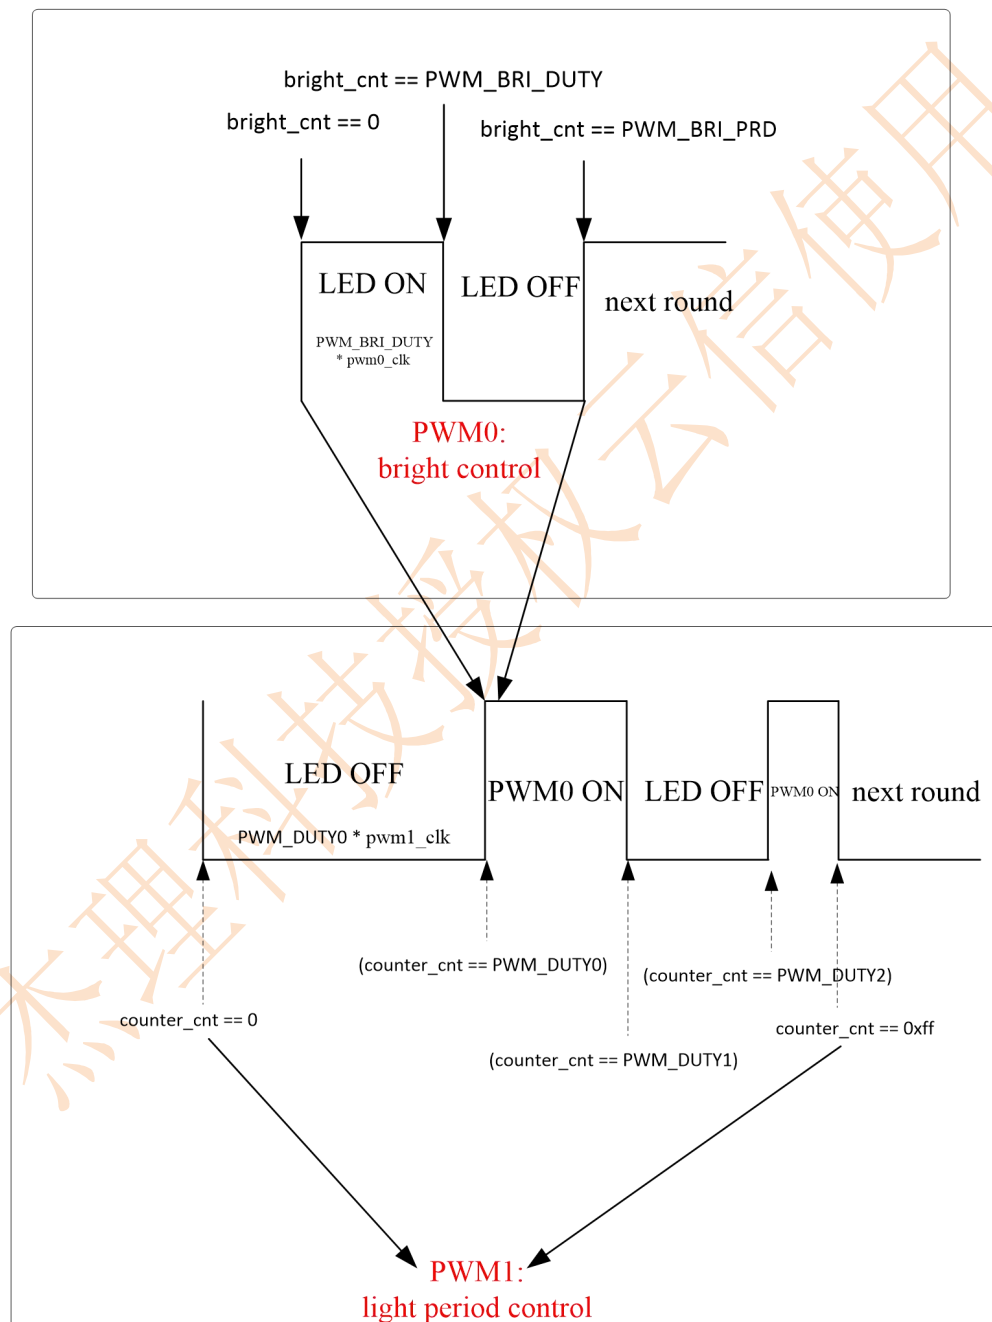 bright_cnt == PWM_BRI_DUTY
bright_cnt == 0
bright_cnt == PWM_BRI_PRD
LED ON
LED OFF
next round
PWM_BRI_DUTY
* pwm0_clk
PWM0:
bright control
LED OFF
PWM0 ON
LED OFF
PWM0 ON
next round
PWM_DUTY0 * pwm1_clk
(counter_cnt == PWM_DUTY0)
(counter_cnt == PWM_DUTY2)
counter_cnt == 0
counter_cnt == 0xff
(counter_cnt == PWM_DUTY1)
PWM1:
light period control
杰理科技授权云信使用